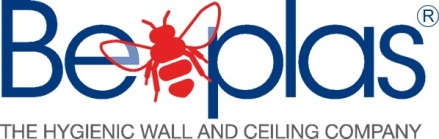 Beplas®
THE HYGIENIC WALL AND CEILING COMPANY